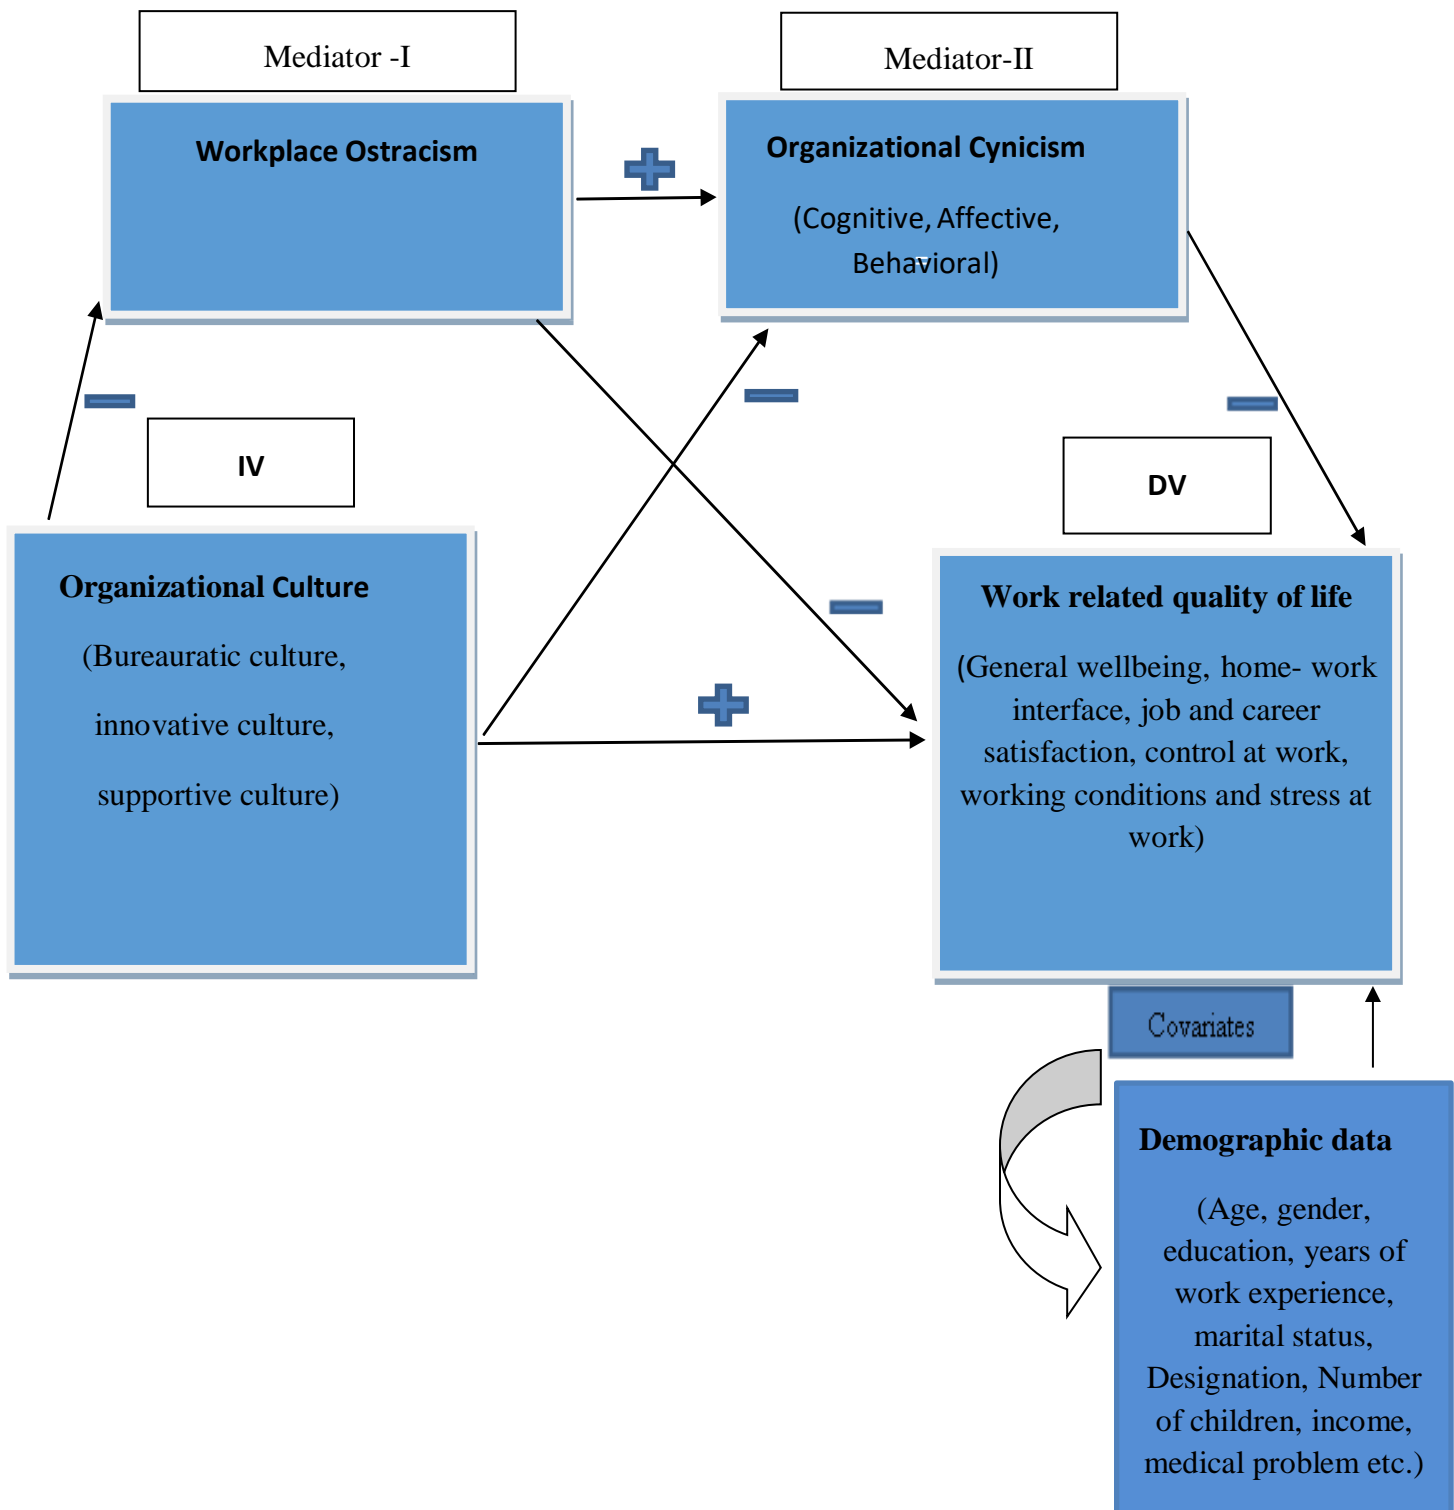 Mediator -I
Mediator-II
Workplace Ostracism
Organizational Cynicism
(Cognitive, Affective,
Behavioral)
IV
DV
Organizational Culture
(Bureauratic culture,
innovative culture,
supportive culture)
Work related quality of life
(General wellbeing, home- work
interface, job and career
satisfaction, control at work,
working conditions and stress at
work)
Covariates
Demographic data
(Age, gender,
education, years of
work experience,
marital status,
Designation, Number
of children, income,
medical problem etc.)